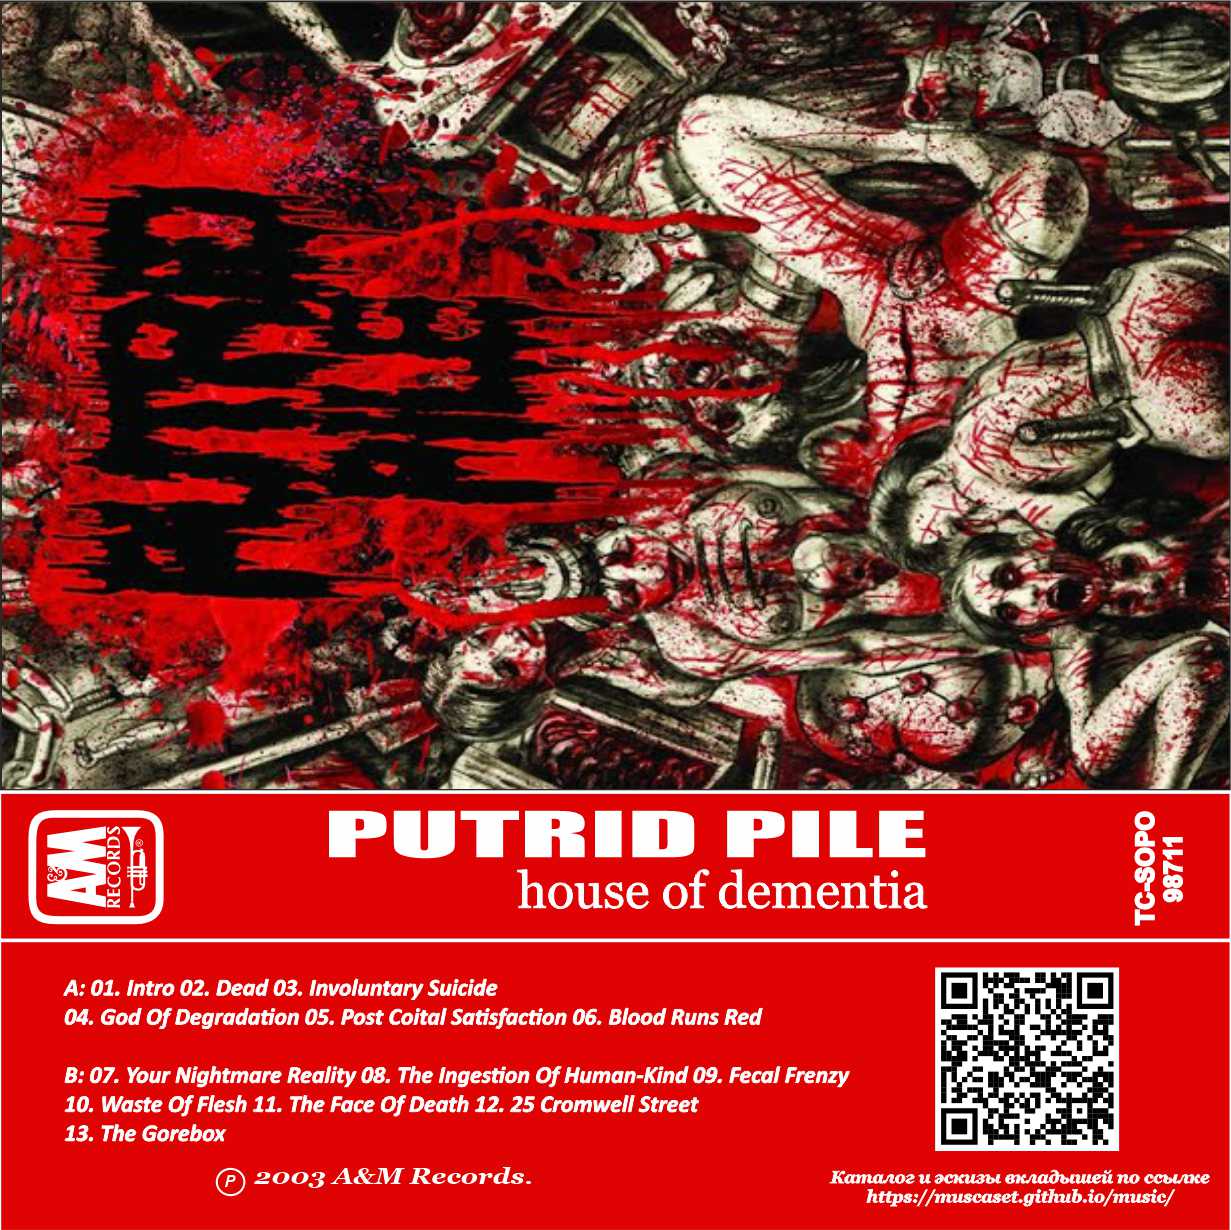 A&M
RECORDS
®
PUTRID PILE
house of dementia
TC-SOPO
98711
A: 01. Intro 02. Dead 03. Involuntary Suicide
04. God Of Degradation 05. Post Coital Satisfaction 06. Blood Runs Red
B: 07. Your Nightmare Reality 08. The Ingestion Of Human-Kind 09. Fecal Frenzy
10. Waste Of Flesh 11. The Face Of Death 12. 25 Cromwell Street
13. The Gorebox
℗ 2003 A&M Records.
Каталог и эскизы вкладышей по ссылке
https://muscaset.github.io/music/